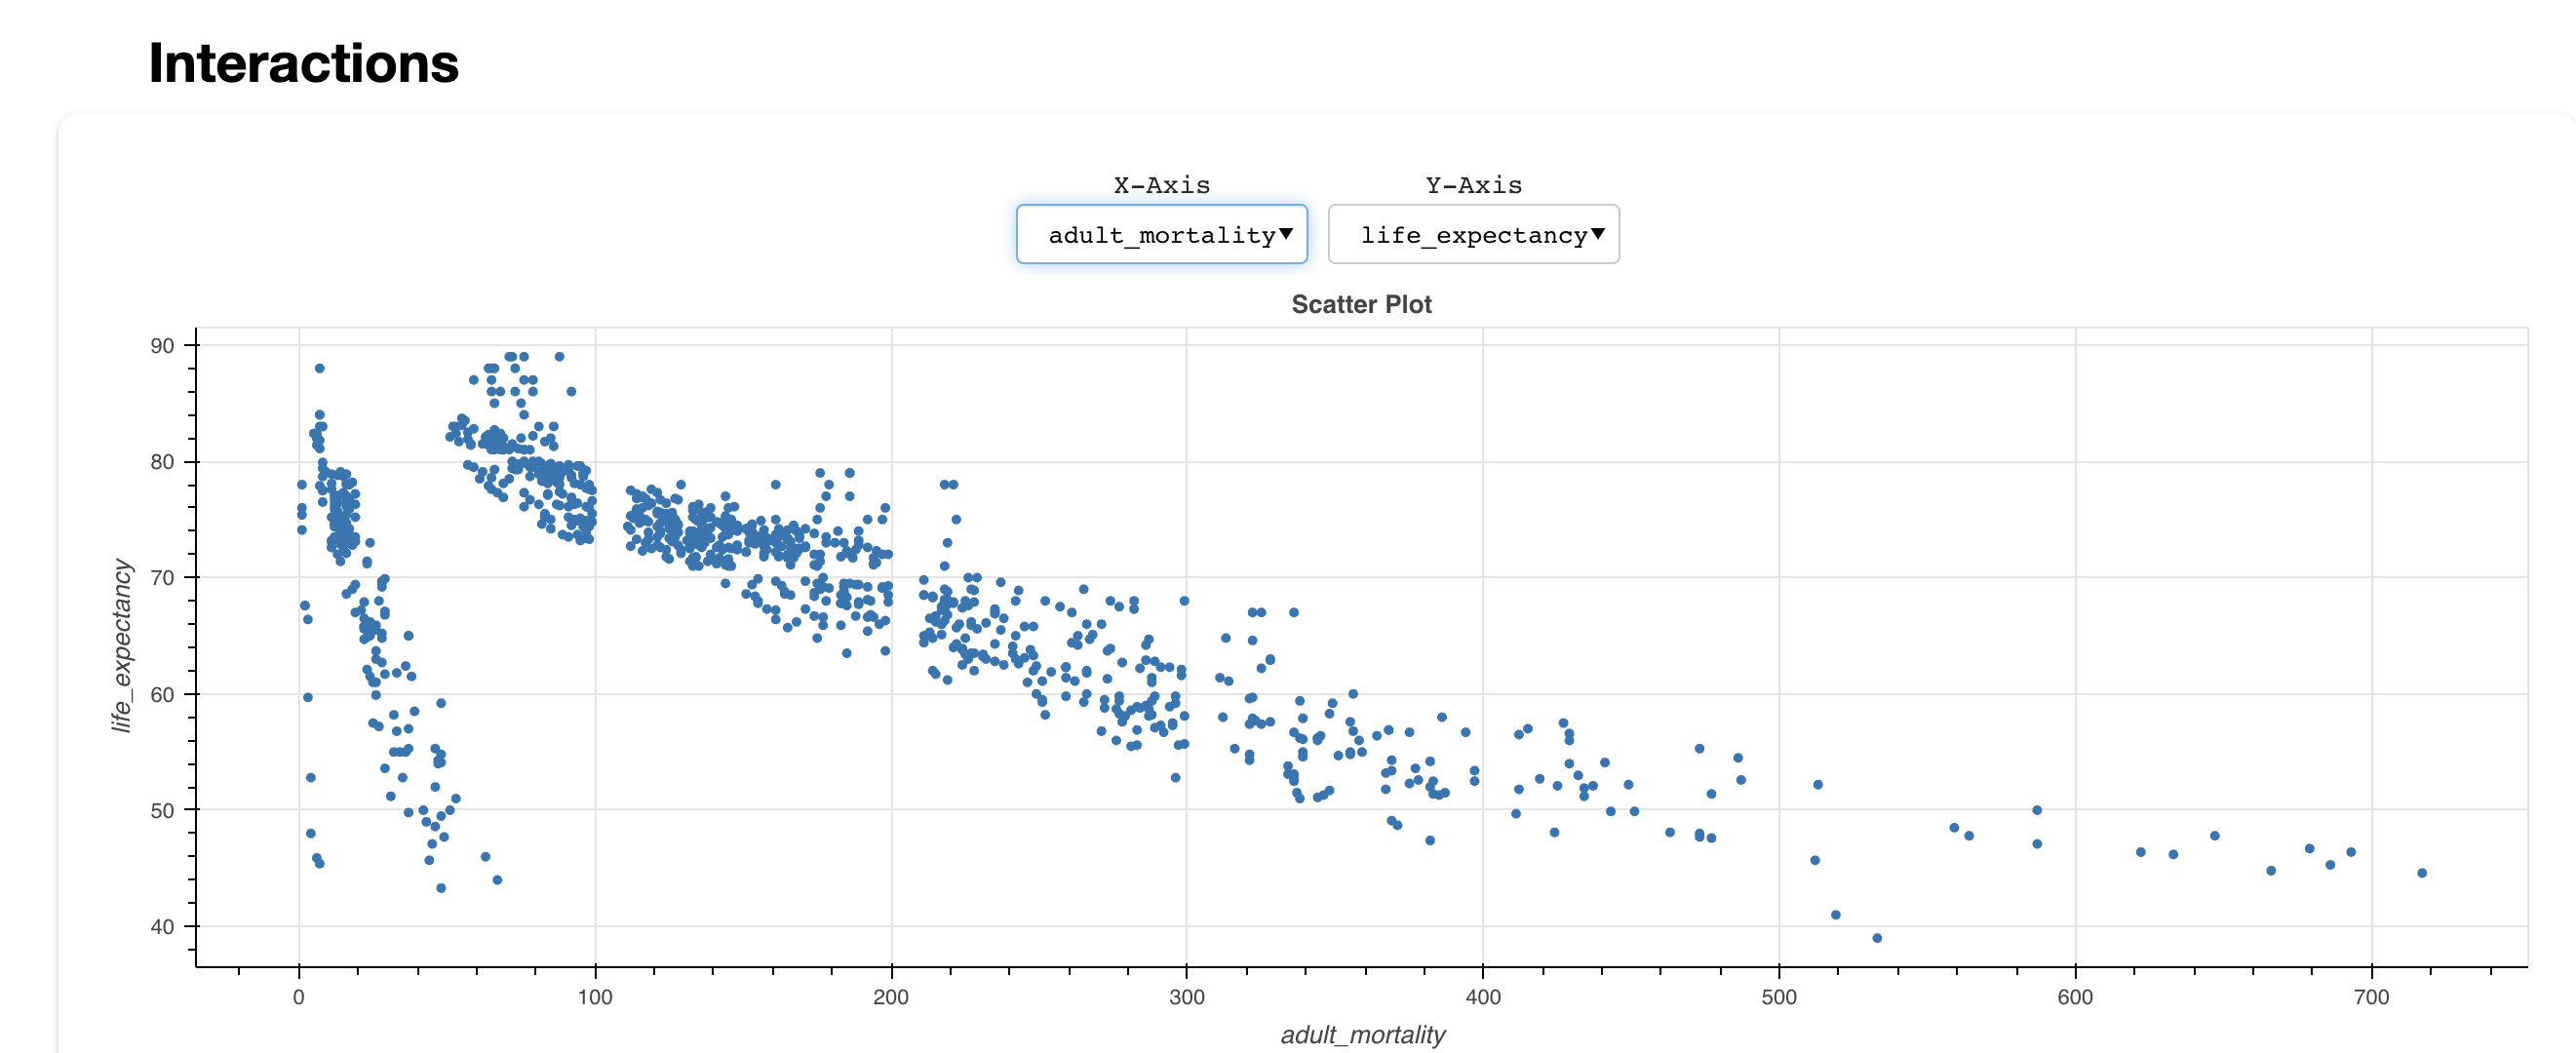 Interactions
X-Axis Y-Axis
adult_mortality▼ life_expectancy▼
Scatter Plot
90
80
70
60
50
40
life_expectancy
0 100 200 300 400 500 600 700
adult_mortality